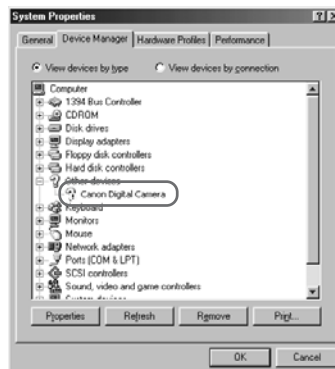 System Properties
General Device Manager Hardware Profiles Performance
View devices by type View devices by connection
Computer
1394 Bus Controller
CDROM
Disk drives
Display adapters
Floppy disk controllers
Hard disk controllers
Other devices
Canon Digital Camera
Keyboard
Monitors
Mouse
Network adapters
Ports (COM & LPT)
SCSI controllers
Sound, video and game controllers
System devices
Properties Refresh Remove Print...
OK Cancel